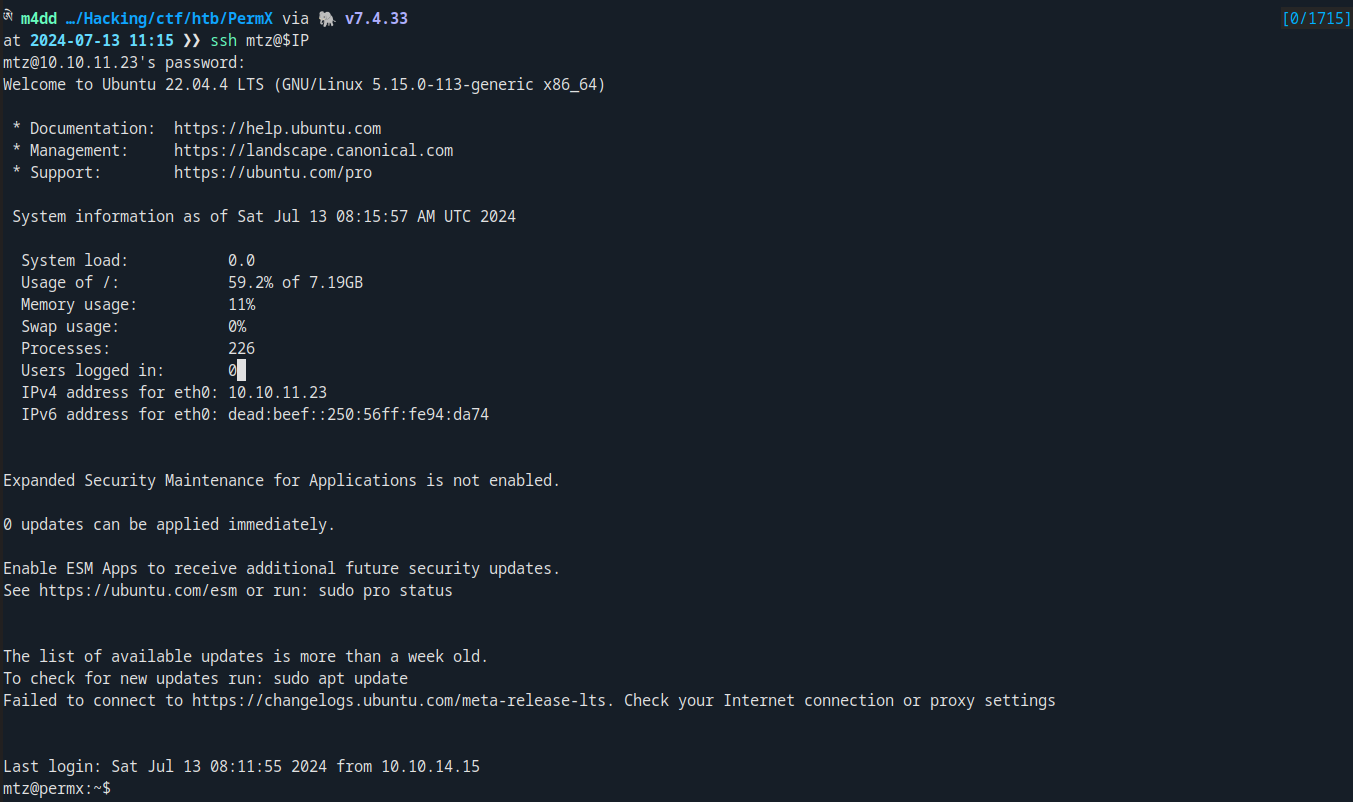 ॐ m4dd …/Hacking/ctf/htb/PermX via 🐘 v7.4.33 [0/1715]
at 2024-07-13 11:15 ❯❯ ssh mtz@$IP
mtz@10.10.11.23's password:
Welcome to Ubuntu 22.04.4 LTS (GNU/Linux 5.15.0-113-generic x86_64)
* Documentation:  https://help.ubuntu.com
* Management:     https://landscape.canonical.com
* Support:        https://ubuntu.com/pro
System information as of Sat Jul 13 08:15:57 AM UTC 2024
System load:           0.0
Usage of /:            59.2% of 7.19GB
Memory usage:          11%
Swap usage:            0%
Processes:             226
Users logged in:       0
IPv4 address for eth0: 10.10.11.23
IPv6 address for eth0: dead:beef::250:56ff:fe94:da74
Expanded Security Maintenance for Applications is not enabled.
0 updates can be applied immediately.
Enable ESM Apps to receive additional future security updates.
See https://ubuntu.com/esm or run: sudo pro status
The list of available updates is more than a week old.
To check for new updates run: sudo apt update
Failed to connect to https://changelogs.ubuntu.com/meta-release-lts. Check your Internet connection or proxy settings
Last login: Sat Jul 13 08:11:55 2024 from 10.10.14.15
mtz@permx:~$